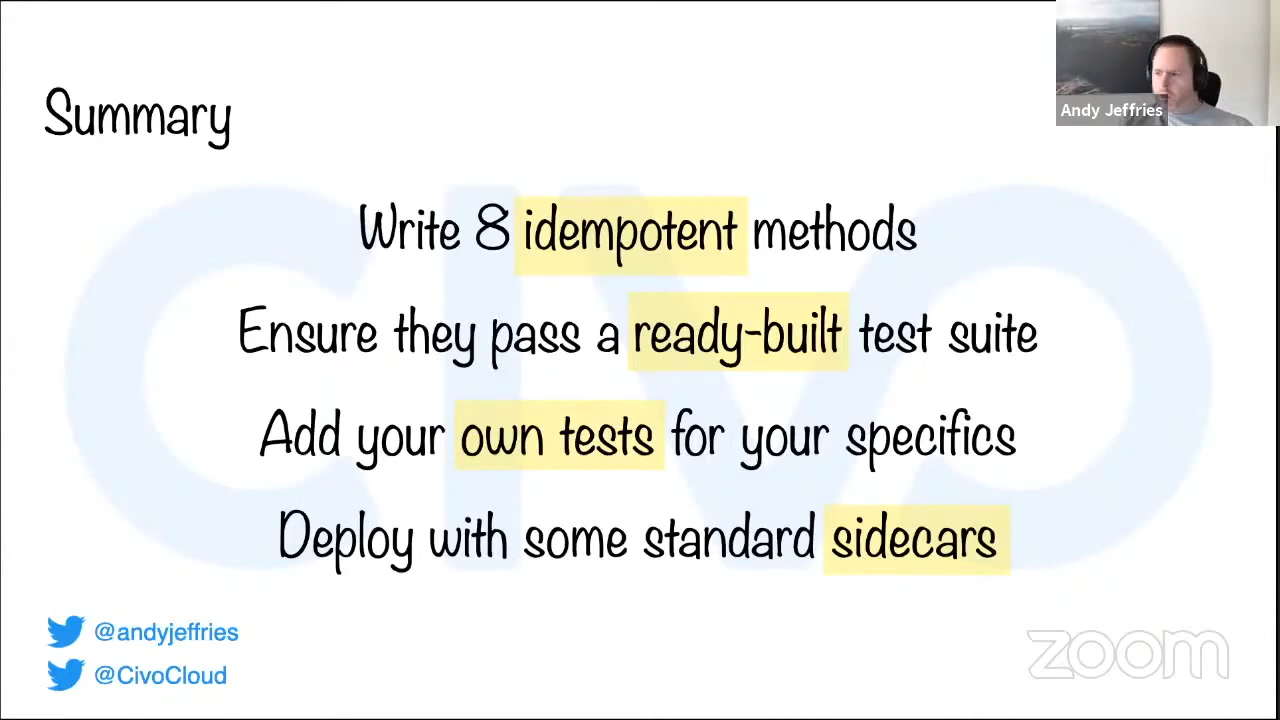 Andy Jeffries
Summary
Write 8 idempotent methods
Ensure they pass a ready-built test suite
Add your own tests for your specifics
Deploy with some standard sidecars
@andyjeffries
@CivoCloud
zoom
CIVO